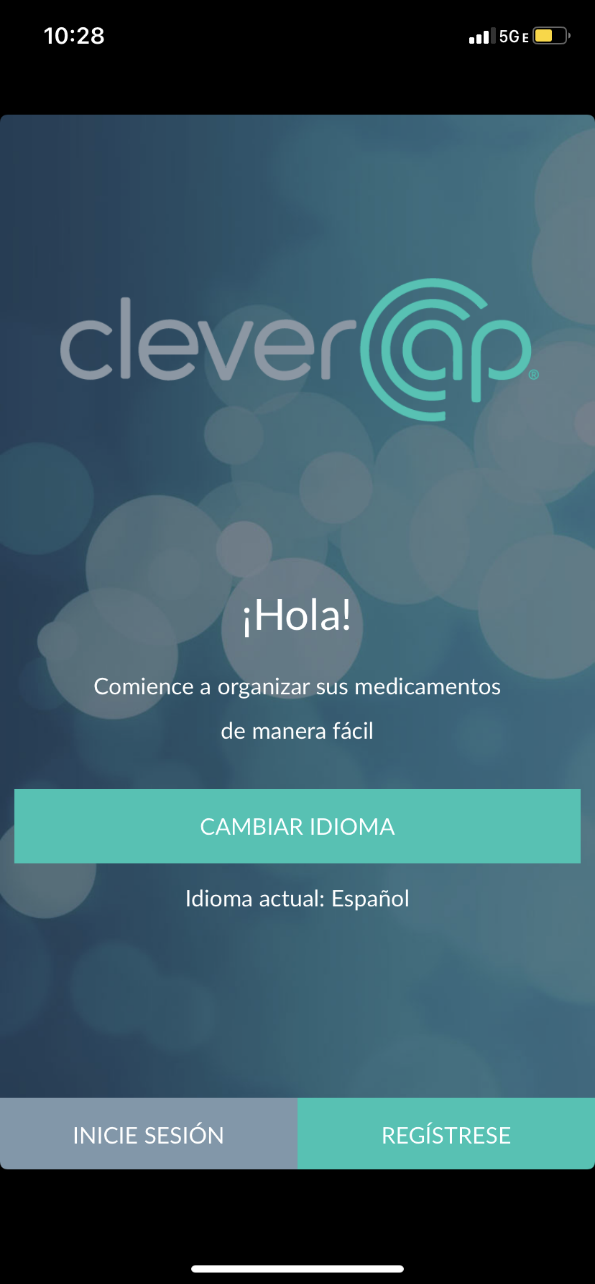 10:28
5GE
clevercap®
¡Hola!
Comience a organizar sus medicamentos
de manera fácil
CAMBIAR IDIOMA
Idioma actual: Español
INICIE SESIÓN
REGÍSTRESE